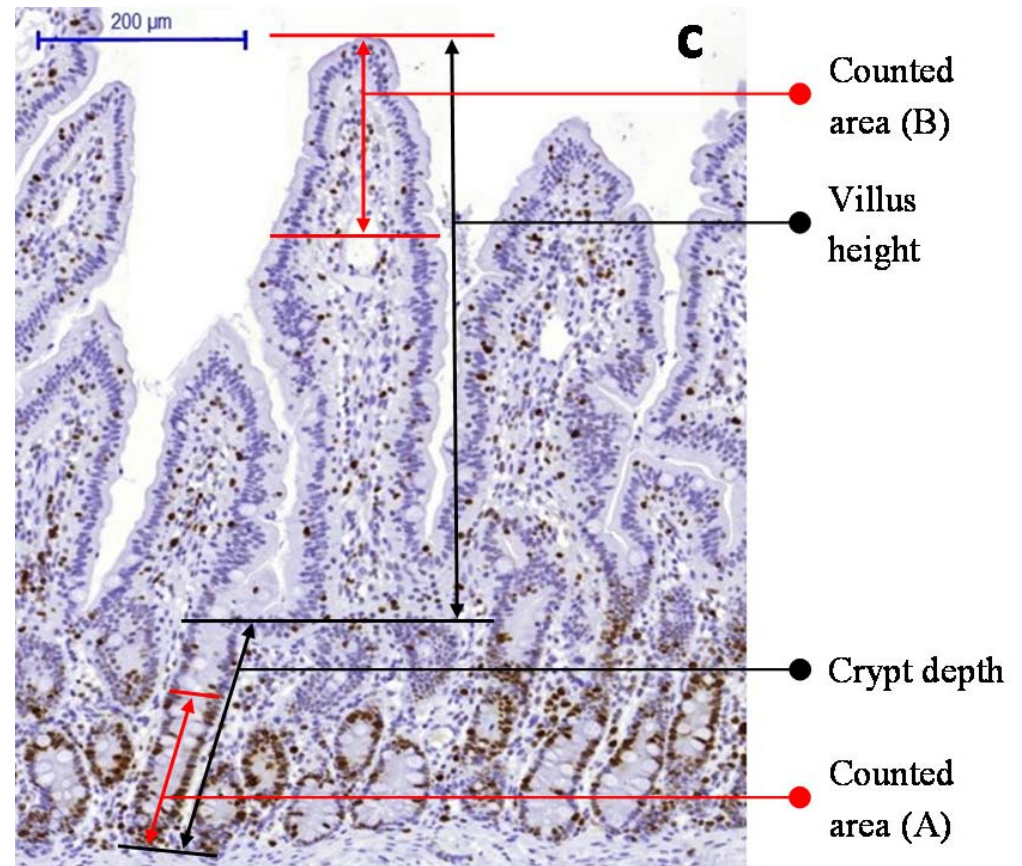 200 µm
c
Counted
area (B)
Villus
height
Crypt depth
Counted
area (A)